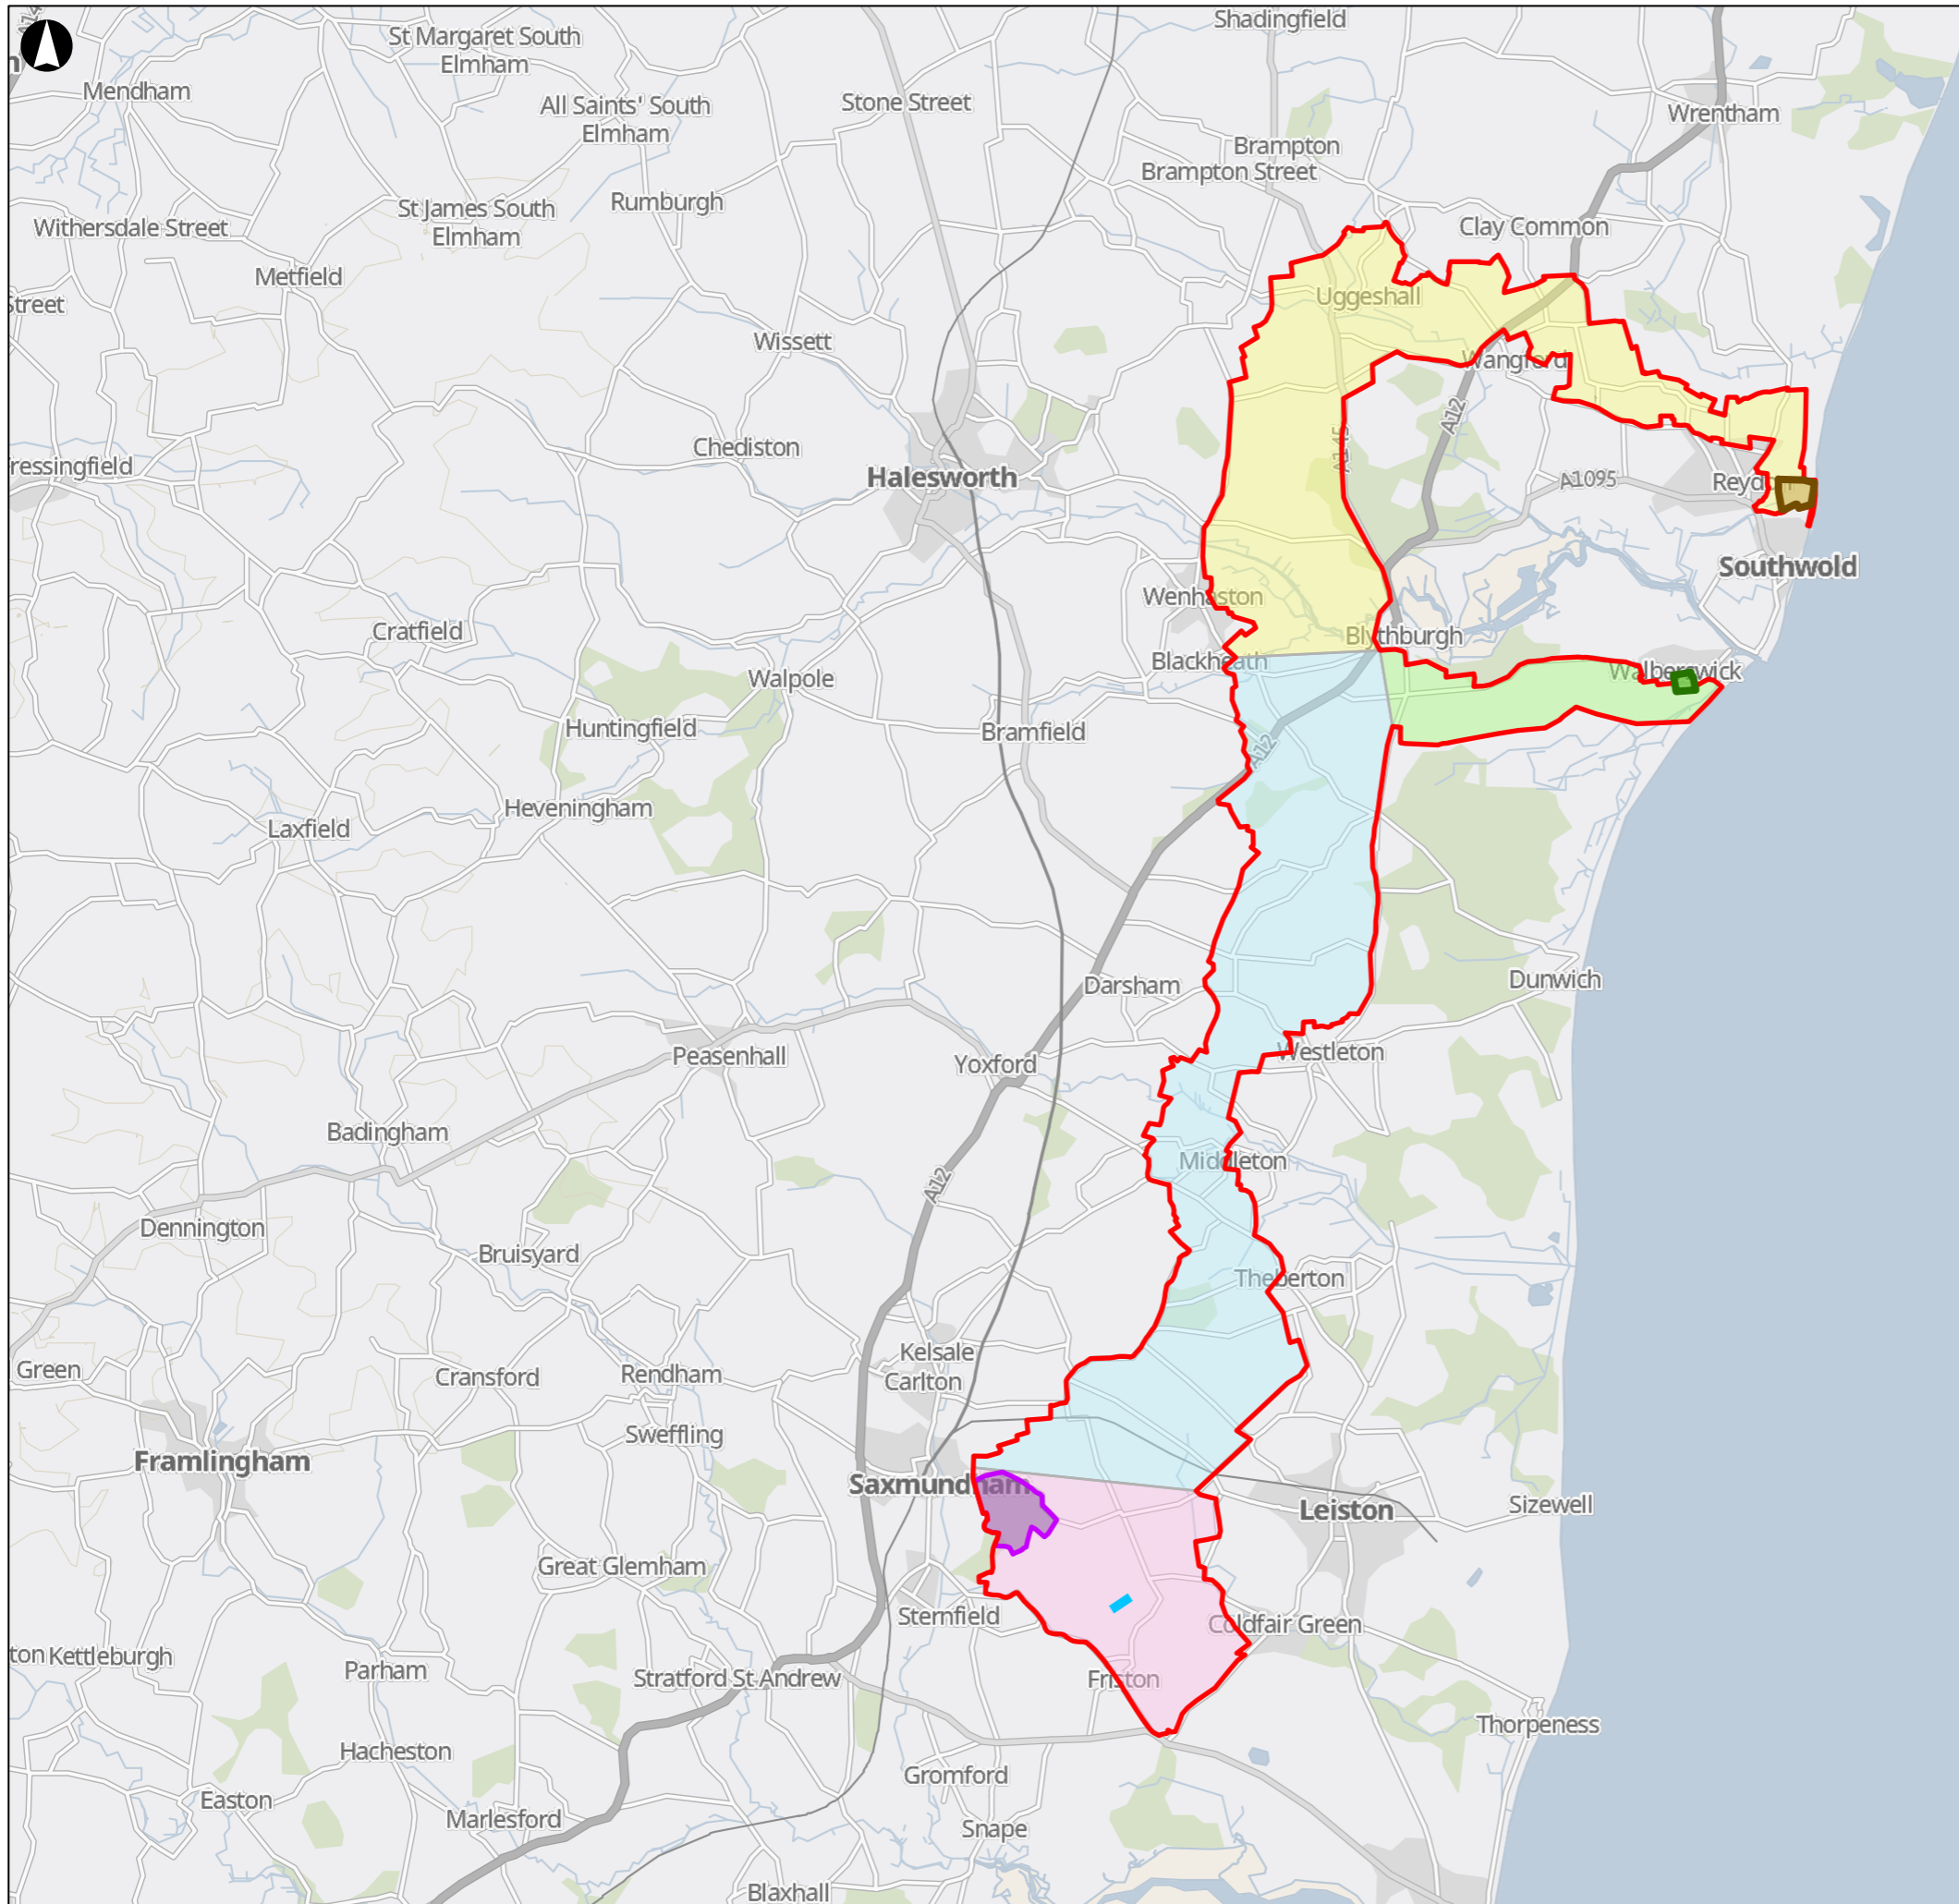 A14
Shadingfield
St Margaret South
Elmham
n
Mendham
All Saints' South
Elmham
Stone Street
Wrentham
Brampton
Brampton Street
Rumburgh
St James South
Elmham
Withersdale Street
Clay Common
Metfield
Street
Uggeshall
Wissett
Wangford
A12
A145
Chediston
ressingfield
Halesworth
A1095
Reydon
Southwold
Wenhaston
Cratfield
Blythburgh
Blackheath
Walberswick
Walpole
Huntingfield
Bramfield
A12
Heveningham
Laxfield
Darsham
Dunwich
Peasenhall
Yoxford
Westleton
Badingham
Middleton
A12
Dennington
Bruisyard
Theberton
Kelsale
Green
Cransford
Rendham
Carlton
Sweffling
Framlingham
Saxmundham
Leiston
Sizewell
Great Glemham
Sternfield
Coldfair Green
ton
Kettleburgh
Parham
Stratford St Andrew
Friston
Thorpeness
Hacheston
Gromford
Easton
Marlesford
Snape
Blaxhall